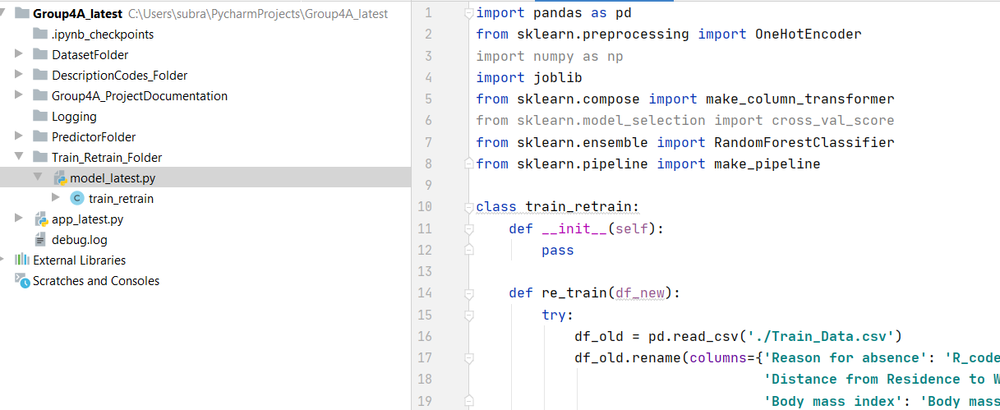 Group4A_latest C:\Users\subra\PycharmProjects\Group4A_latest
.ipynb_checkpoints
DatasetFolder
DescriptionCodes_Folder
Group4A_ProjectDocumentation
Logging
PredictorFolder
Train_Retrain_Folder
model_latest.py
train_retrain
app_latest.py
debug.log
External Libraries
Scratches and Consoles
1 import pandas as pd
2 from sklearn.preprocessing import OneHotEncoder
3 import numpy as np
4 import joblib
5 from sklearn.compose import make_column_transformer
6 from sklearn.model_selection import cross_val_score
7 from sklearn.ensemble import RandomForestClassifier
8 from sklearn.pipeline import make_pipeline
9
10 class train_retrain:
11 def __init__(self):
12 pass
13
14 def re_train(df_new):
15 try:
16 df_old = pd.read_csv('./Train_Data.csv')
17 df_old.rename(columns={'Reason for absence': 'R_code
18 'Distance from Residence to W
19 'Body mass index': 'Body mass